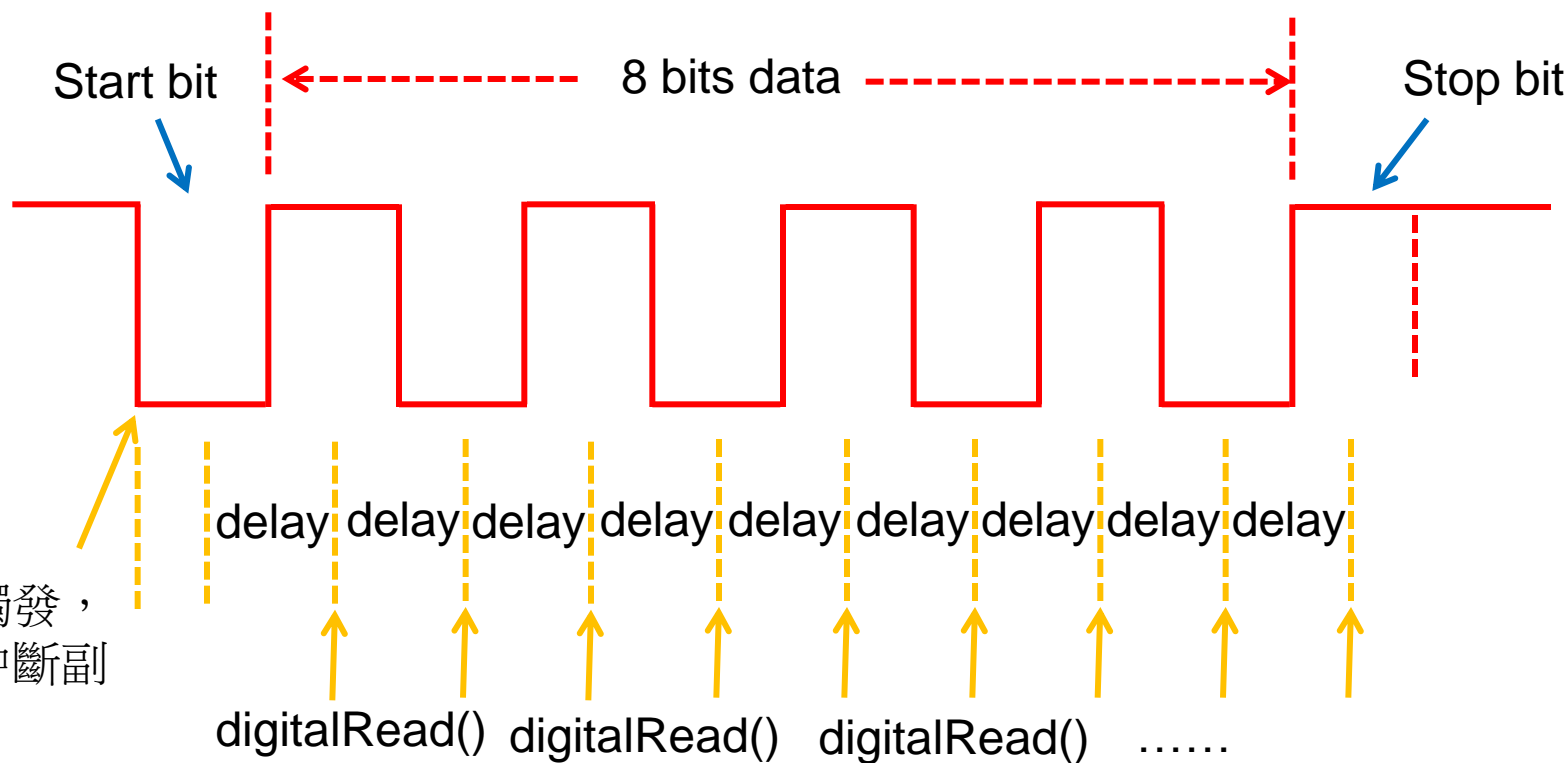 Start bit
8 bits data
Stop bit
delay delay delay delay delay delay delay delay delay
觸發，
斷副
digitalRead() digitalRead() digitalRead() ……